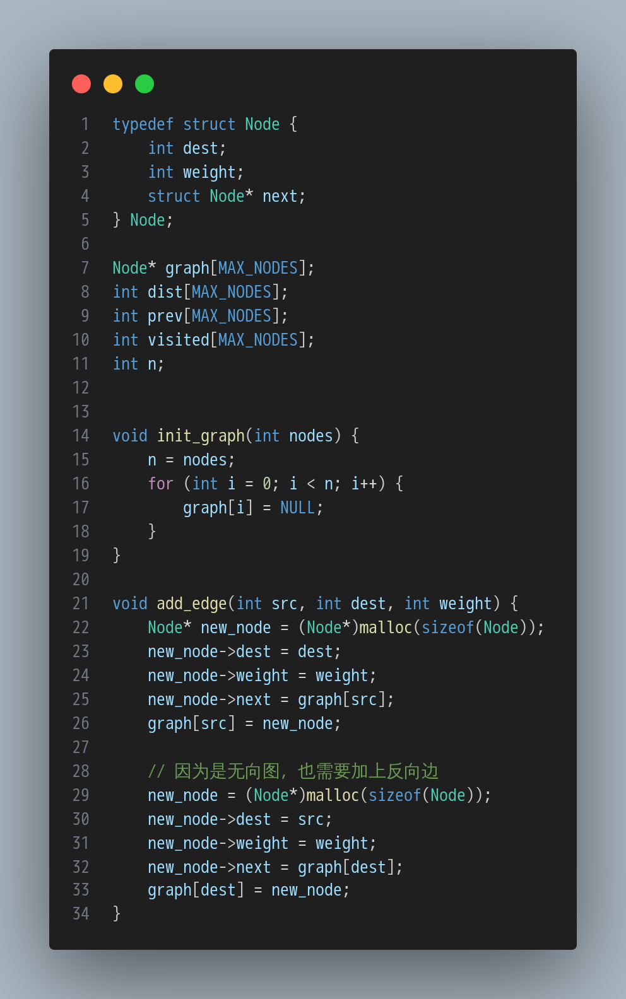 1 typedef struct Node {
2     int dest;
3     int weight;
4     struct Node* next;
5 } Node;
6
7 Node* graph[MAX_NODES];
8 int dist[MAX_NODES];
9 int prev[MAX_NODES];
10 int visited[MAX_NODES];
11 int n;
12
13
14 void init_graph(int nodes) {
15     n = nodes;
16     for (int i = 0; i < n; i++) {
17         graph[i] = NULL;
18     }
19 }
20
21 void add_edge(int src, int dest, int weight) {
22     Node* new_node = (Node*)malloc(sizeof(Node));
23     new_node->dest = dest;
24     new_node->weight = weight;
25     new_node->next = graph[src];
26     graph[src] = new_node;
27
28     // 因为是无向图，也需要加上反向边
29     new_node = (Node*)malloc(sizeof(Node));
30     new_node->dest = src;
31     new_node->weight = weight;
32     new_node->next = graph[dest];
33     graph[dest] = new_node;
34 }